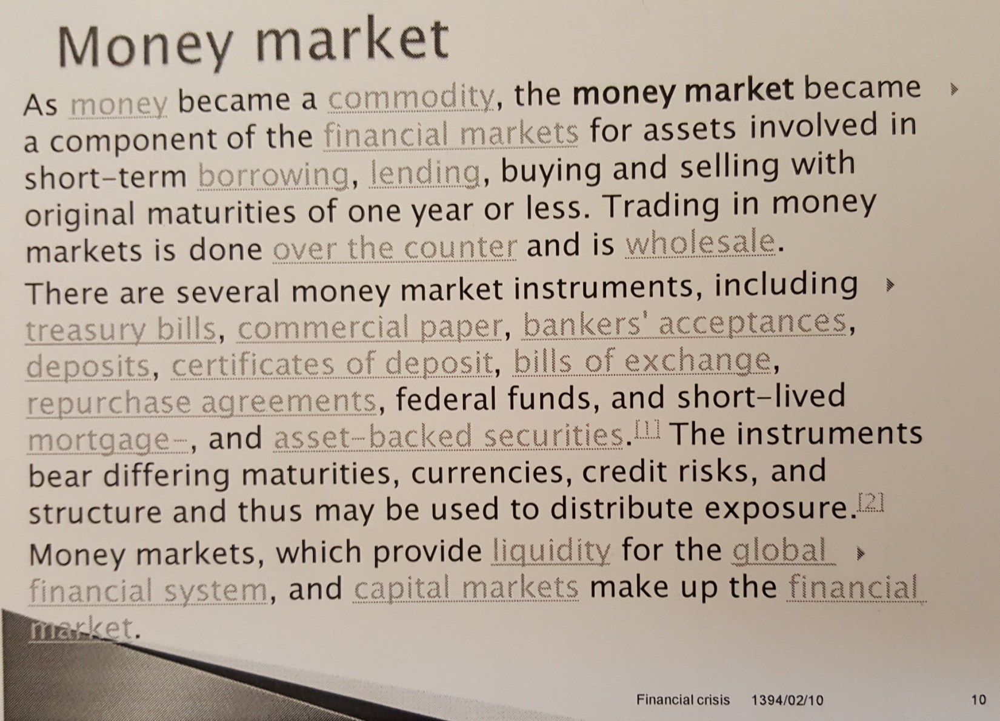 Money market
As money became a commodity, the money market became
a component of the financial markets for assets involved in
short-term borrowing, lending, buying and selling with
original maturities of one year or less. Trading in money
markets is done over the counter and is wholesale.
There are several money market instruments, including
treasury bills, commercial paper, bankers' acceptances,
deposits, certificates of deposit, bills of exchange,
repurchase agreements, federal funds, and short-lived
mortgage-, and asset-backed securities.[1] The instruments
bear differing maturities, currencies, credit risks, and
structure and thus may be used to distribute exposure.[2]
Money markets, which provide liquidity for the global
financial system, and capital markets make up the financial
market.
Financial crisis 1394/02/10 10